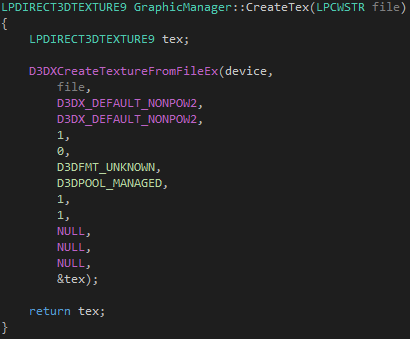 LPDIRECT3DTEXTURE9 GraphicManager::CreateTex(LPCWSTR file)
{
    LPDIRECT3DTEXTURE9 tex;

    D3DXCreateTextureFromFileEx(device,
        file,
        D3DX_DEFAULT_NONPOW2,
        D3DX_DEFAULT_NONPOW2,
        1,
        0,
        D3DFMT_UNKNOWN,
        D3DPOOL_MANAGED,
        1,
        1,
        NULL,
        NULL,
        NULL,
        &tex);

    return tex;
}